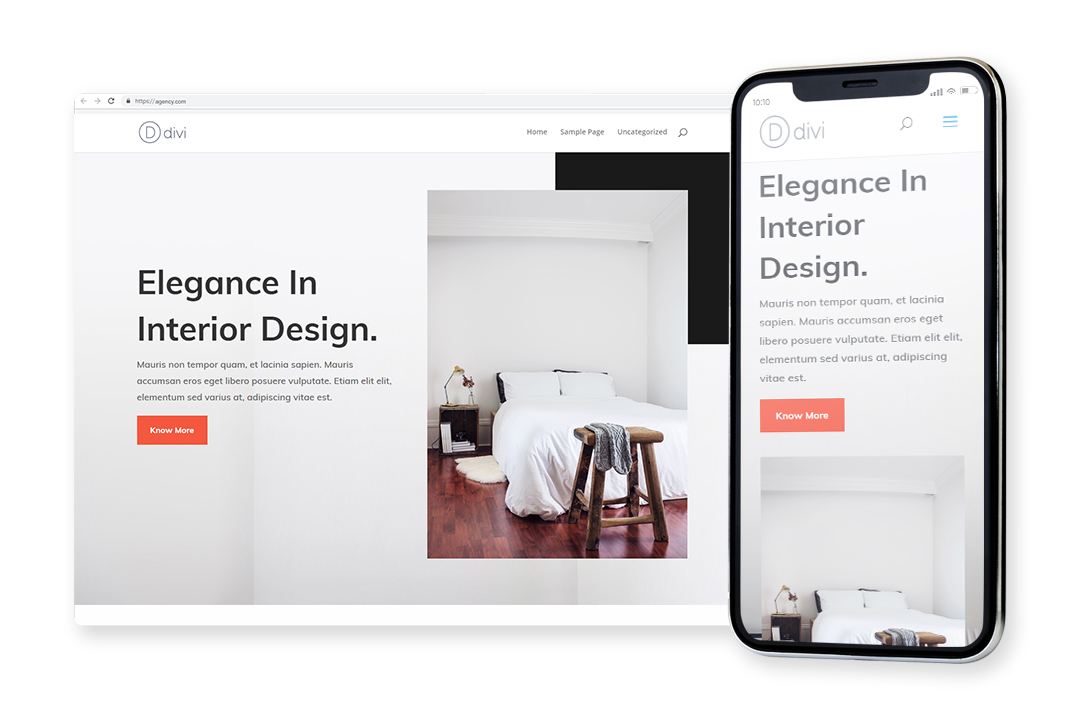 https://agency.com
D divi
Home Sample Page Uncategorized
Elegance In
Interior Design.
Mauris non tempor quam, et lacinia sapien. Mauris
accumsan eros eget libero posuere vulputate. Etiam elit elit,
elementum sed varius at, adipiscing vitae est.
Know More
10:10
D divi
Elegance In
Interior
Design.
Mauris non tempor quam, et lacinia
sapien. Mauris accumsan eros eget
libero posuere vulputate. Etiam elit elit,
elementum sed varius at, adipiscing
vitae est.
Know More